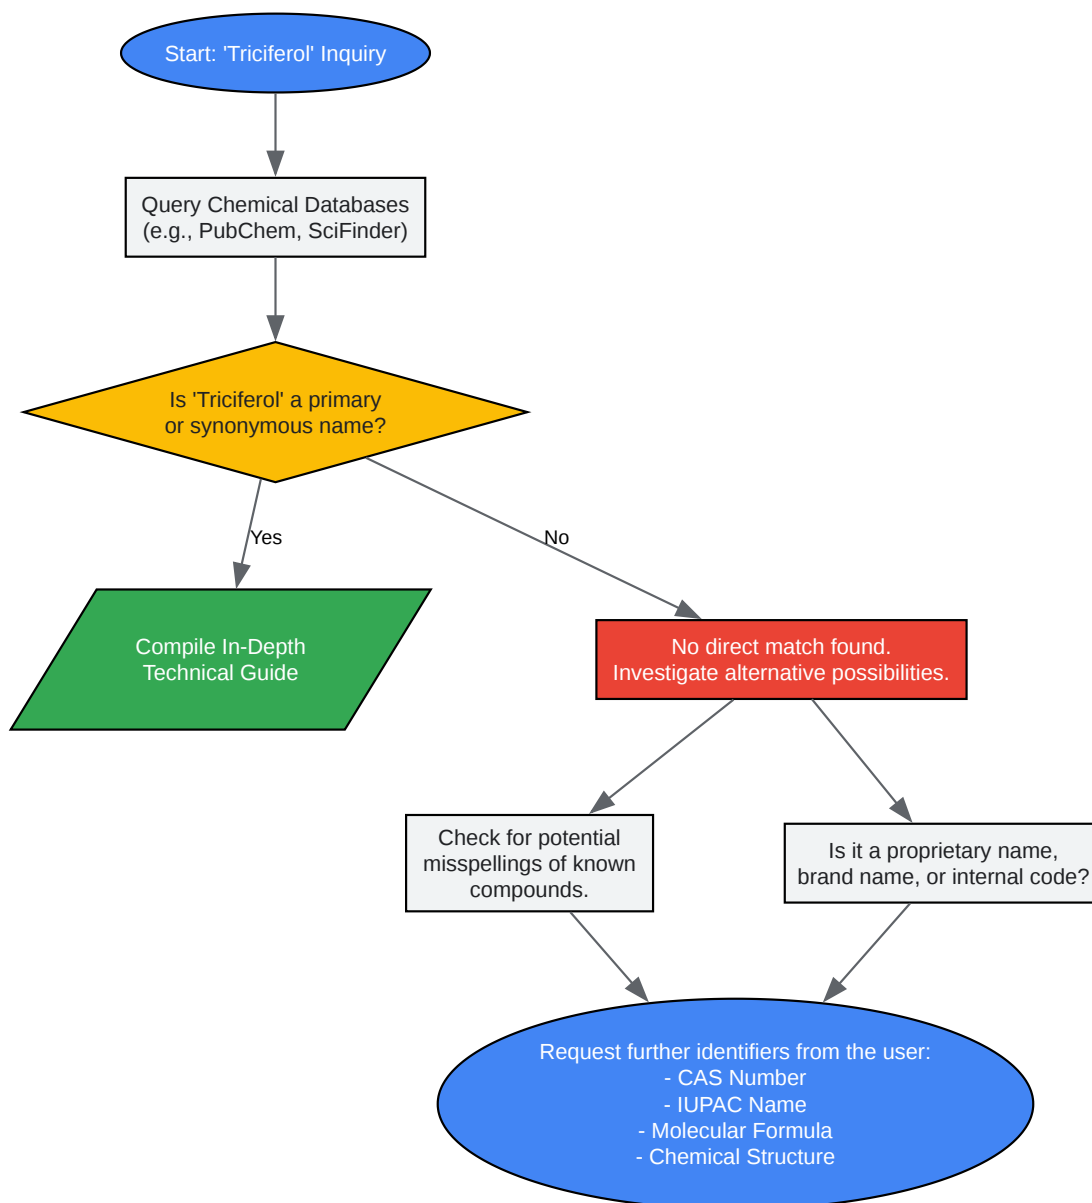 Start: 'Triciferol' Inquiry
Query Chemical Databases
(e.g., PubChem, SciFinder)
Is 'Triciferol' a primary
or synonymous name?
Yes
No
Compile In-Depth
Technical Guide
No direct match found.
Investigate alternative possibilities.
Check for potential
misspellings of known
compounds.
Is it a proprietary name,
brand name, or internal code?
Request further identifiers from the user:
- CAS Number
- IUPAC Name
- Molecular Formula
- Chemical Structure